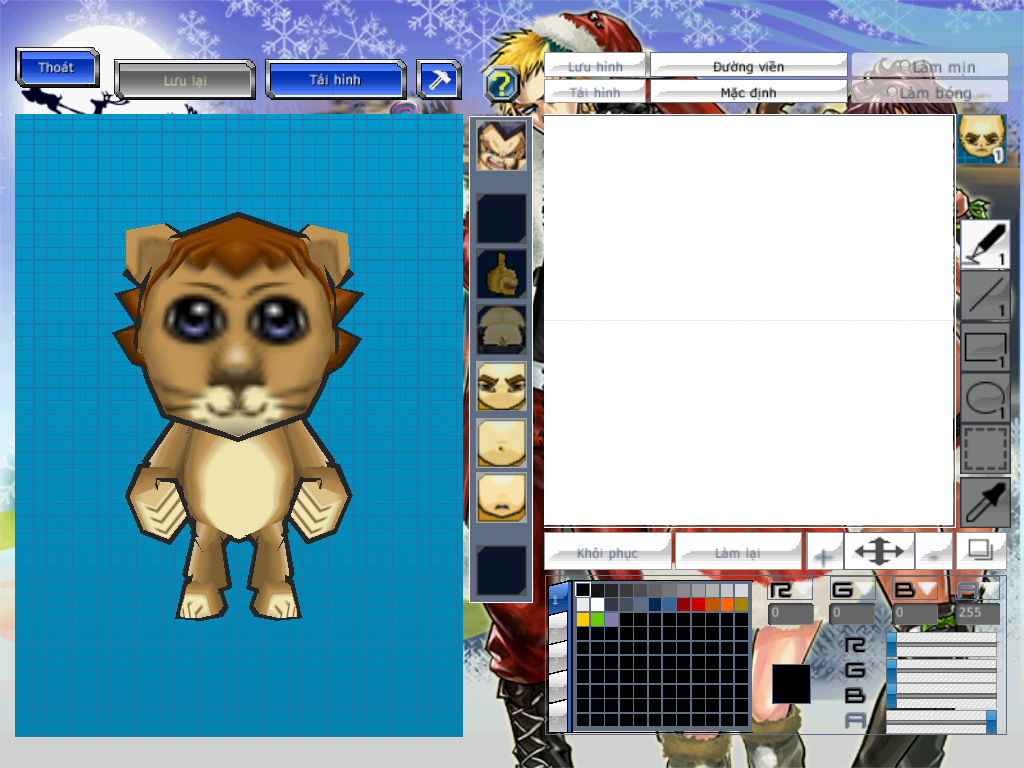 Thoát
Lưu lại
Tải hình
?
Lưu hình
Đường viền
Làm mịn
Tải hình
Mặc định
Làm bóng
1
1
1
1
1
Khôi phục
Làm lại
1
R
G
B
A
0
0
0
255
R
G
B
A